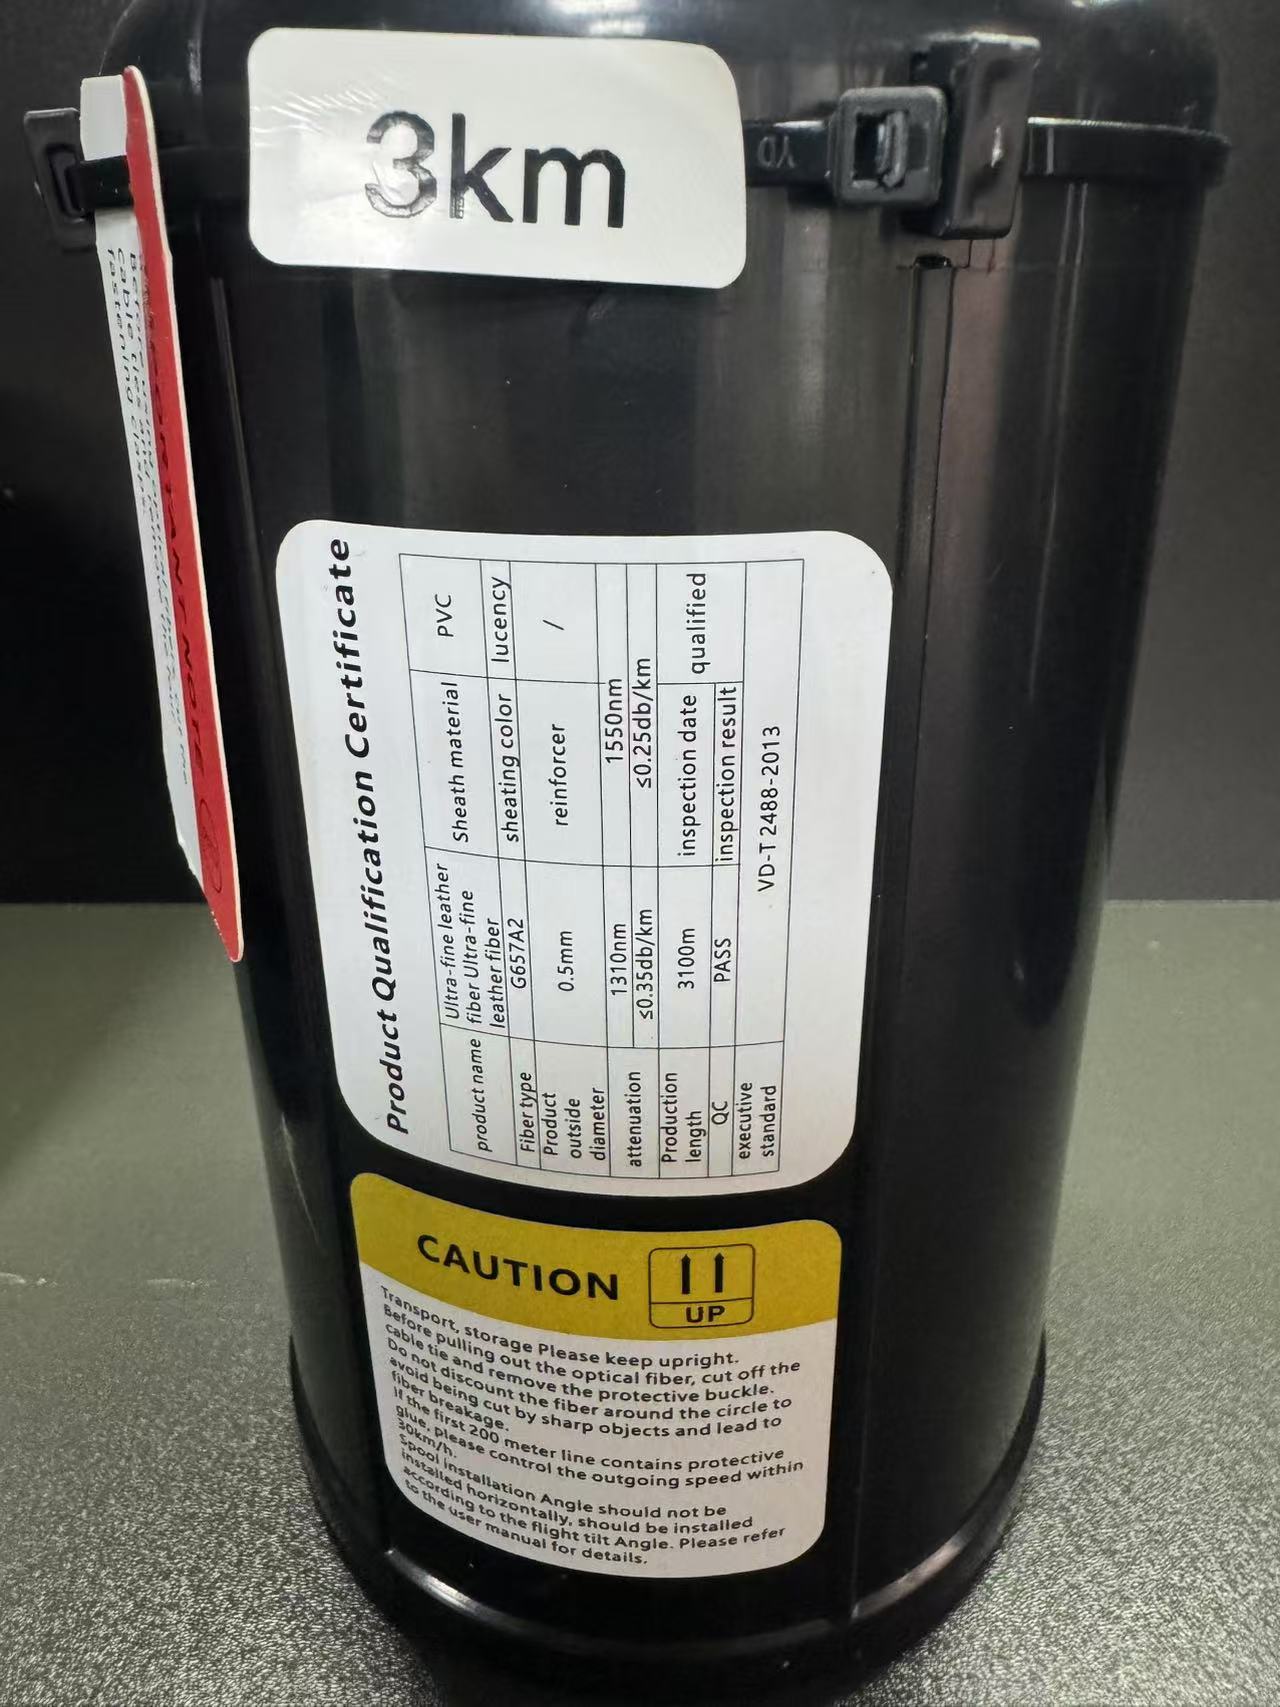 3km
YD
IMPORTANT NOTE
Product Qualification Certificate
product name
Ultra-fine leather
fiber Ultra-fine
leather fiber
Sheath material
PVC
Fiber type
G657A2
sheating color
lucency
Product
outside
diameter
0.5mm
reinforcer
/
attenuation
1310nm
1550nm
≤0.35db/km
≤0.25db/km
Production
length
3100m
inspection date
qualified
QC
PASS
inspection result
executive
standard
VD-T 2488-2013
CAUTION
UP
Transport, storage Please keep upright.
Before pulling out the optical fiber, cut off the
cable tie and remove the protective buckle.
Do not discount the fiber around the circle to
avoid being cut by sharp objects and lead to
fiber breakage.
If the first 200 meter line contains protective
glue, please control the outgoing speed within
30km/h.
Spool installation Angle should not be
installed horizontally, should be installed
according to the flight tilt Angle. Please refer
to the user manual for details.